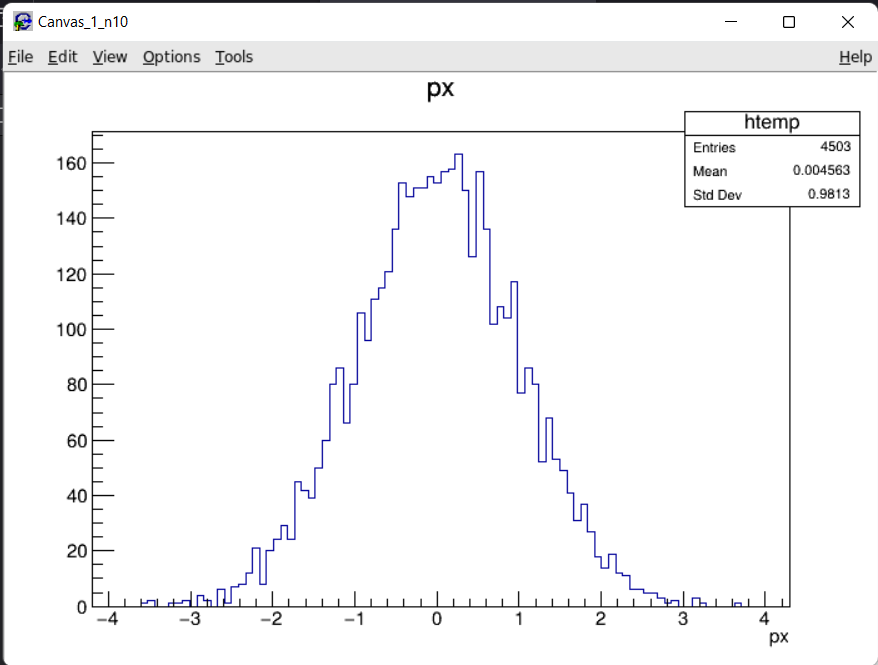 Canvas_1_n10
File Edit View Options Tools Help
px
htemp
Entries 4503
Mean 0.004563
Std Dev 0.9813
160
140
120
100
80
60
40
20
0
−4 −3 −2 −1 0 1 2 3 4
px